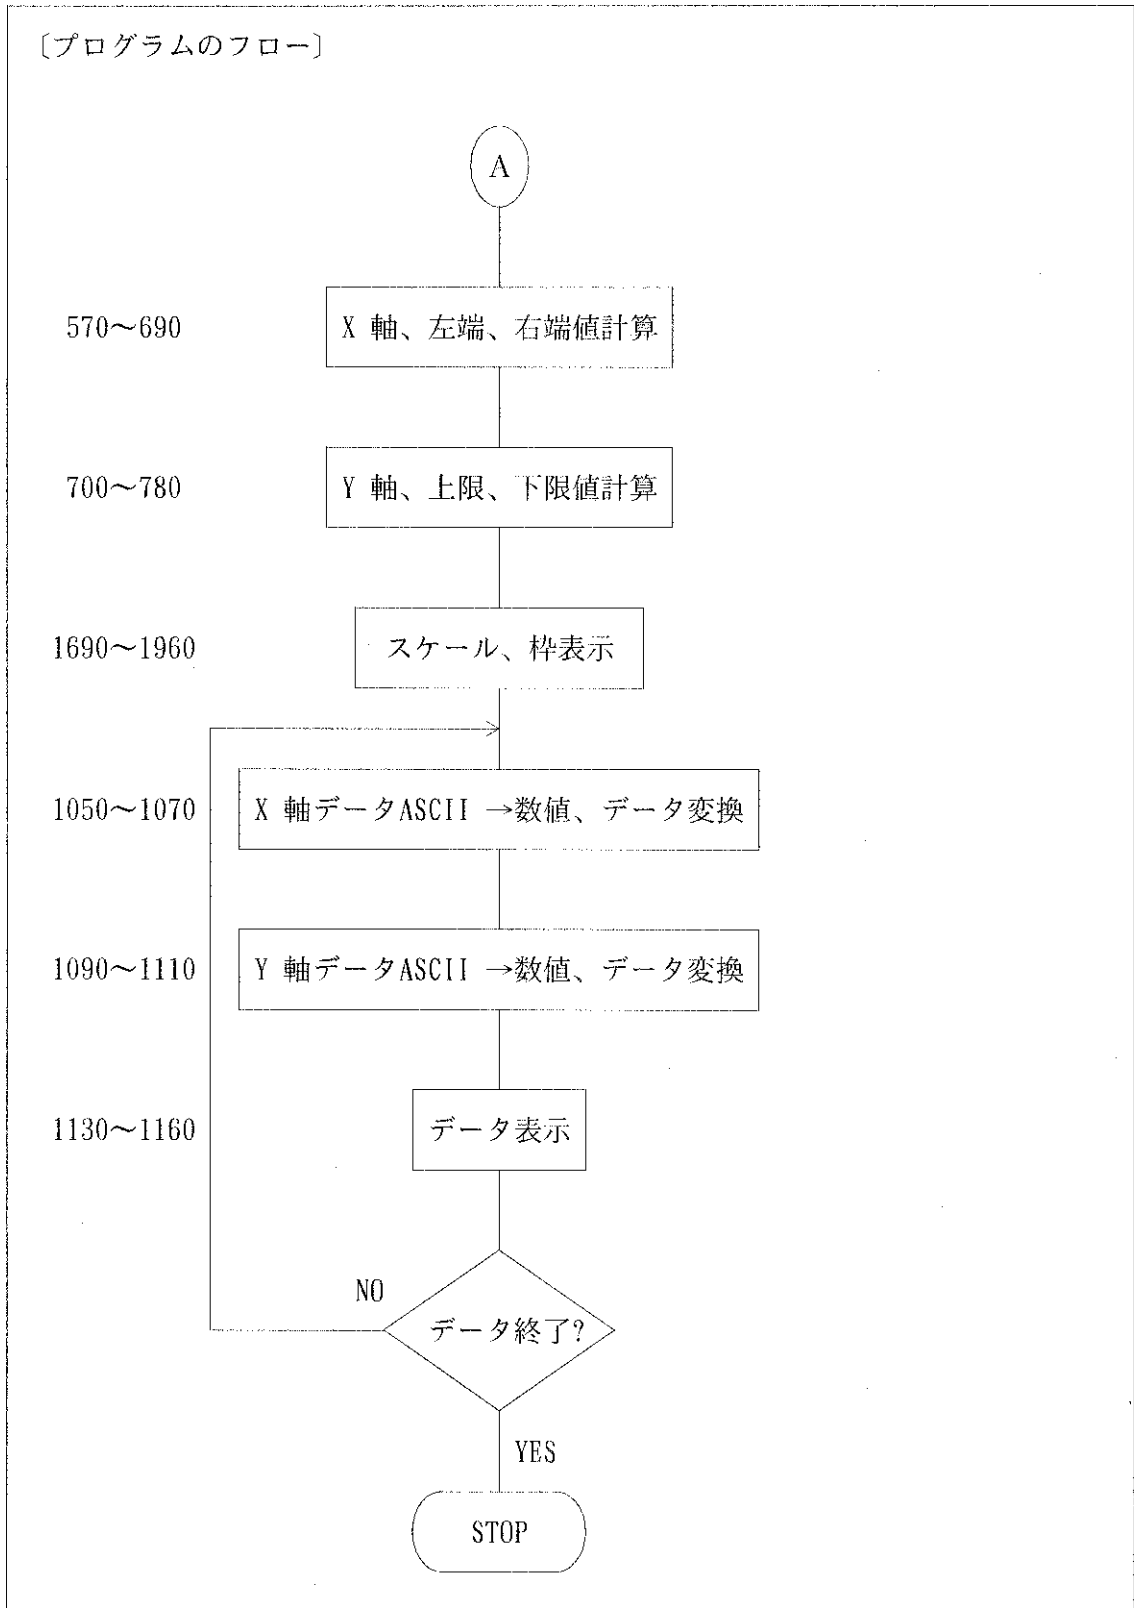 〔プログラムのフロー〕
A
570～690
X 軸、左端、右端値計算
700～780
Y 軸、上限、下限値計算
1690～1960
スケール、枠表示
1050～1070
X 軸データASCII →数値、データ変換
1090～1110
Y 軸データASCII →数値、データ変換
1130～1160
データ表示
NO
データ終了?
YES
STOP